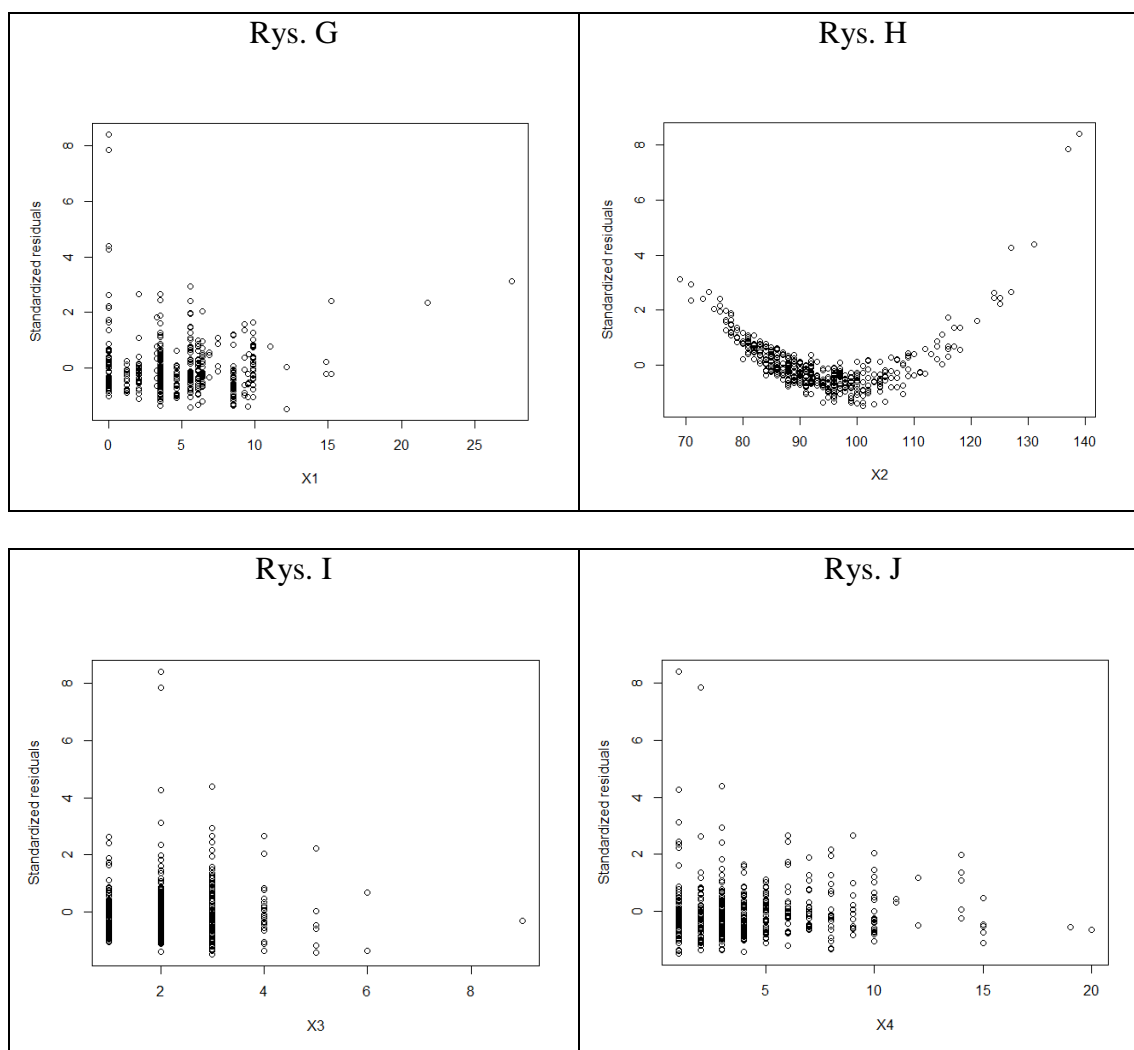 Rys. G
Rys. H
Standardized residuals
8
6
4
2
0
0 5 10 15 20 25
X1
Standardized residuals
8
6
4
2
0
70 80 90 100 110 120 130 140
X2
Rys. I
Rys. J
Standardized residuals
8
6
4
2
0
2 4 6 8
X3
Standardized residuals
8
6
4
2
0
5 10 15 20
X4